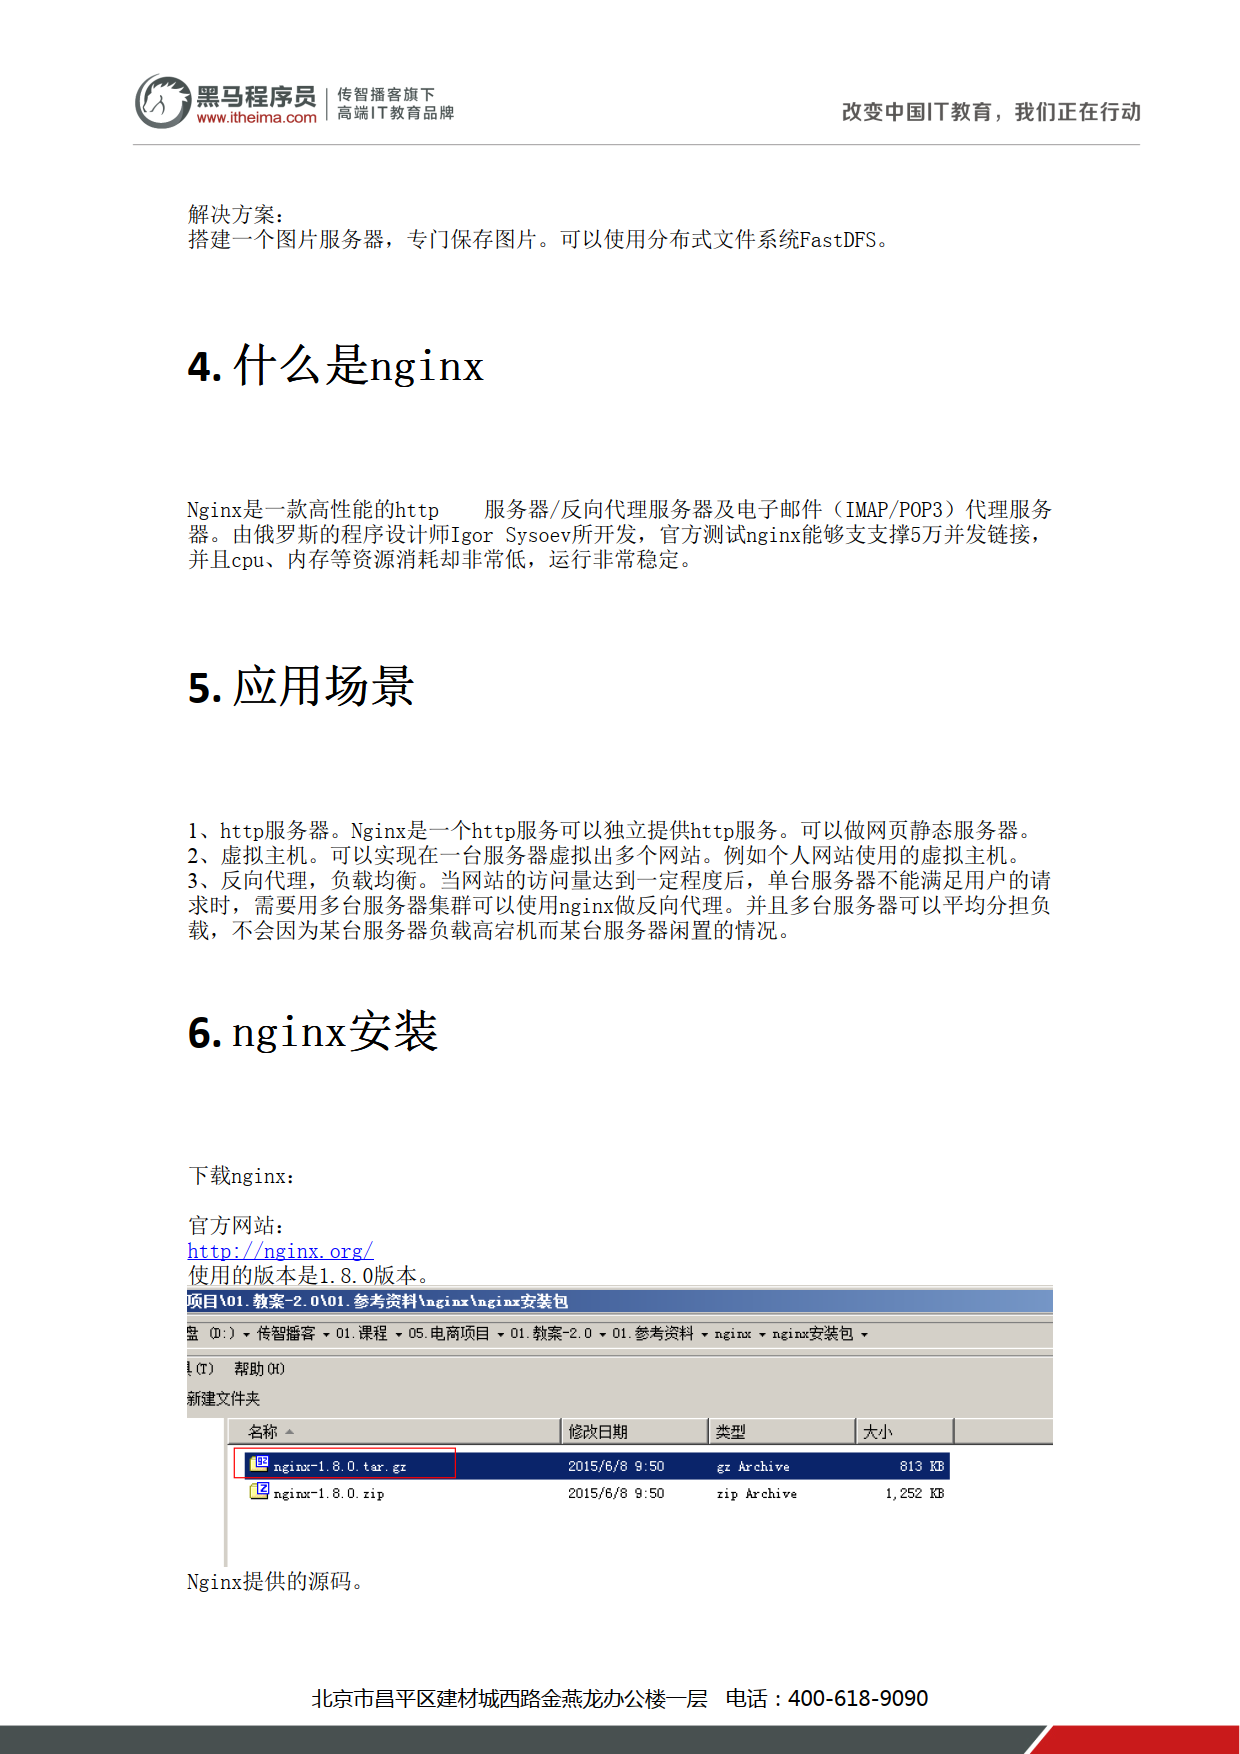 黑马程序员
www.itheima.com
传智播客旗下
高端IT教育品牌
改变中国IT教育，我们正在行动
解决方案：
搭建一个图片服务器，专门保存图片。可以使用分布式文件系统FastDFS。
4. 什么是nginx
Nginx是一款高性能的http    服务器/反向代理服务器及电子邮件（IMAP/POP3）代理服务
器。由俄罗斯的程序设计师Igor Sysoev所开发，官方测试nginx能够支支撑5万并发链接，
并且cpu、内存等资源消耗却非常低，运行非常稳定。
5. 应用场景
1、http服务器。Nginx是一个http服务可以独立提供http服务。可以做网页静态服务器。
2、虚拟主机。可以实现在一台服务器虚拟出多个网站。例如个人网站使用的虚拟主机。
3、反向代理，负载均衡。当网站的访问量达到一定程度后，单台服务器不能满足用户的请
求时，需要用多台服务器集群可以使用nginx做反向代理。并且多台服务器可以平均分担负
载，不会因为某台服务器负载高宕机而某台服务器闲置的情况。
6. nginx安装
下载nginx：
官方网站：
http://nginx.org/
使用的版本是1.8.0版本。
项目\01.教案-2.0\01.参考资料\nginx\nginx安装包
盘 (D:) 传智播客 01.课程 05.电商项目 01.教案-2.0 01.参考资料 nginx nginx安装包
(T) 帮助(H)
新建文件夹
名称 修改日期 类型 大小
nginx-1.8.0.tar.gz 2015/6/8 9:50 gz Archive 813 KB
nginx-1.8.0.zip 2015/6/8 9:50 zip Archive 1,252 KB
Nginx提供的源码。
北京市昌平区建材城西路金燕龙办公楼一层 电话：400-618-9090